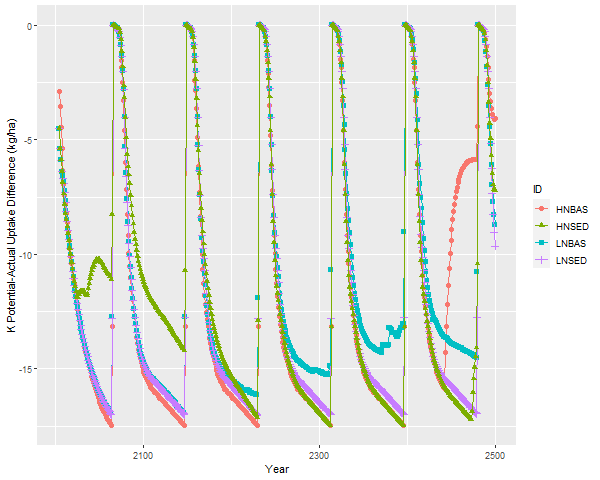 0
-5
-10
-15
K Potential-Actual Uptake Difference (kg/ha)
2100
2300
2500
Year
ID
HNBAS
HNSED
LNBAS
LNSED